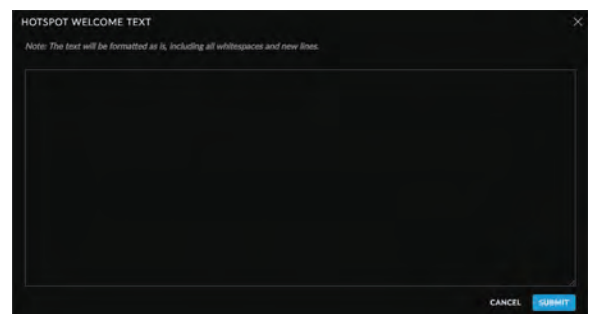 HOTSPOT WELCOME TEXT
Note: The text will be formatted as is, including all whitespaces and new lines.
CANCEL SUBMIT